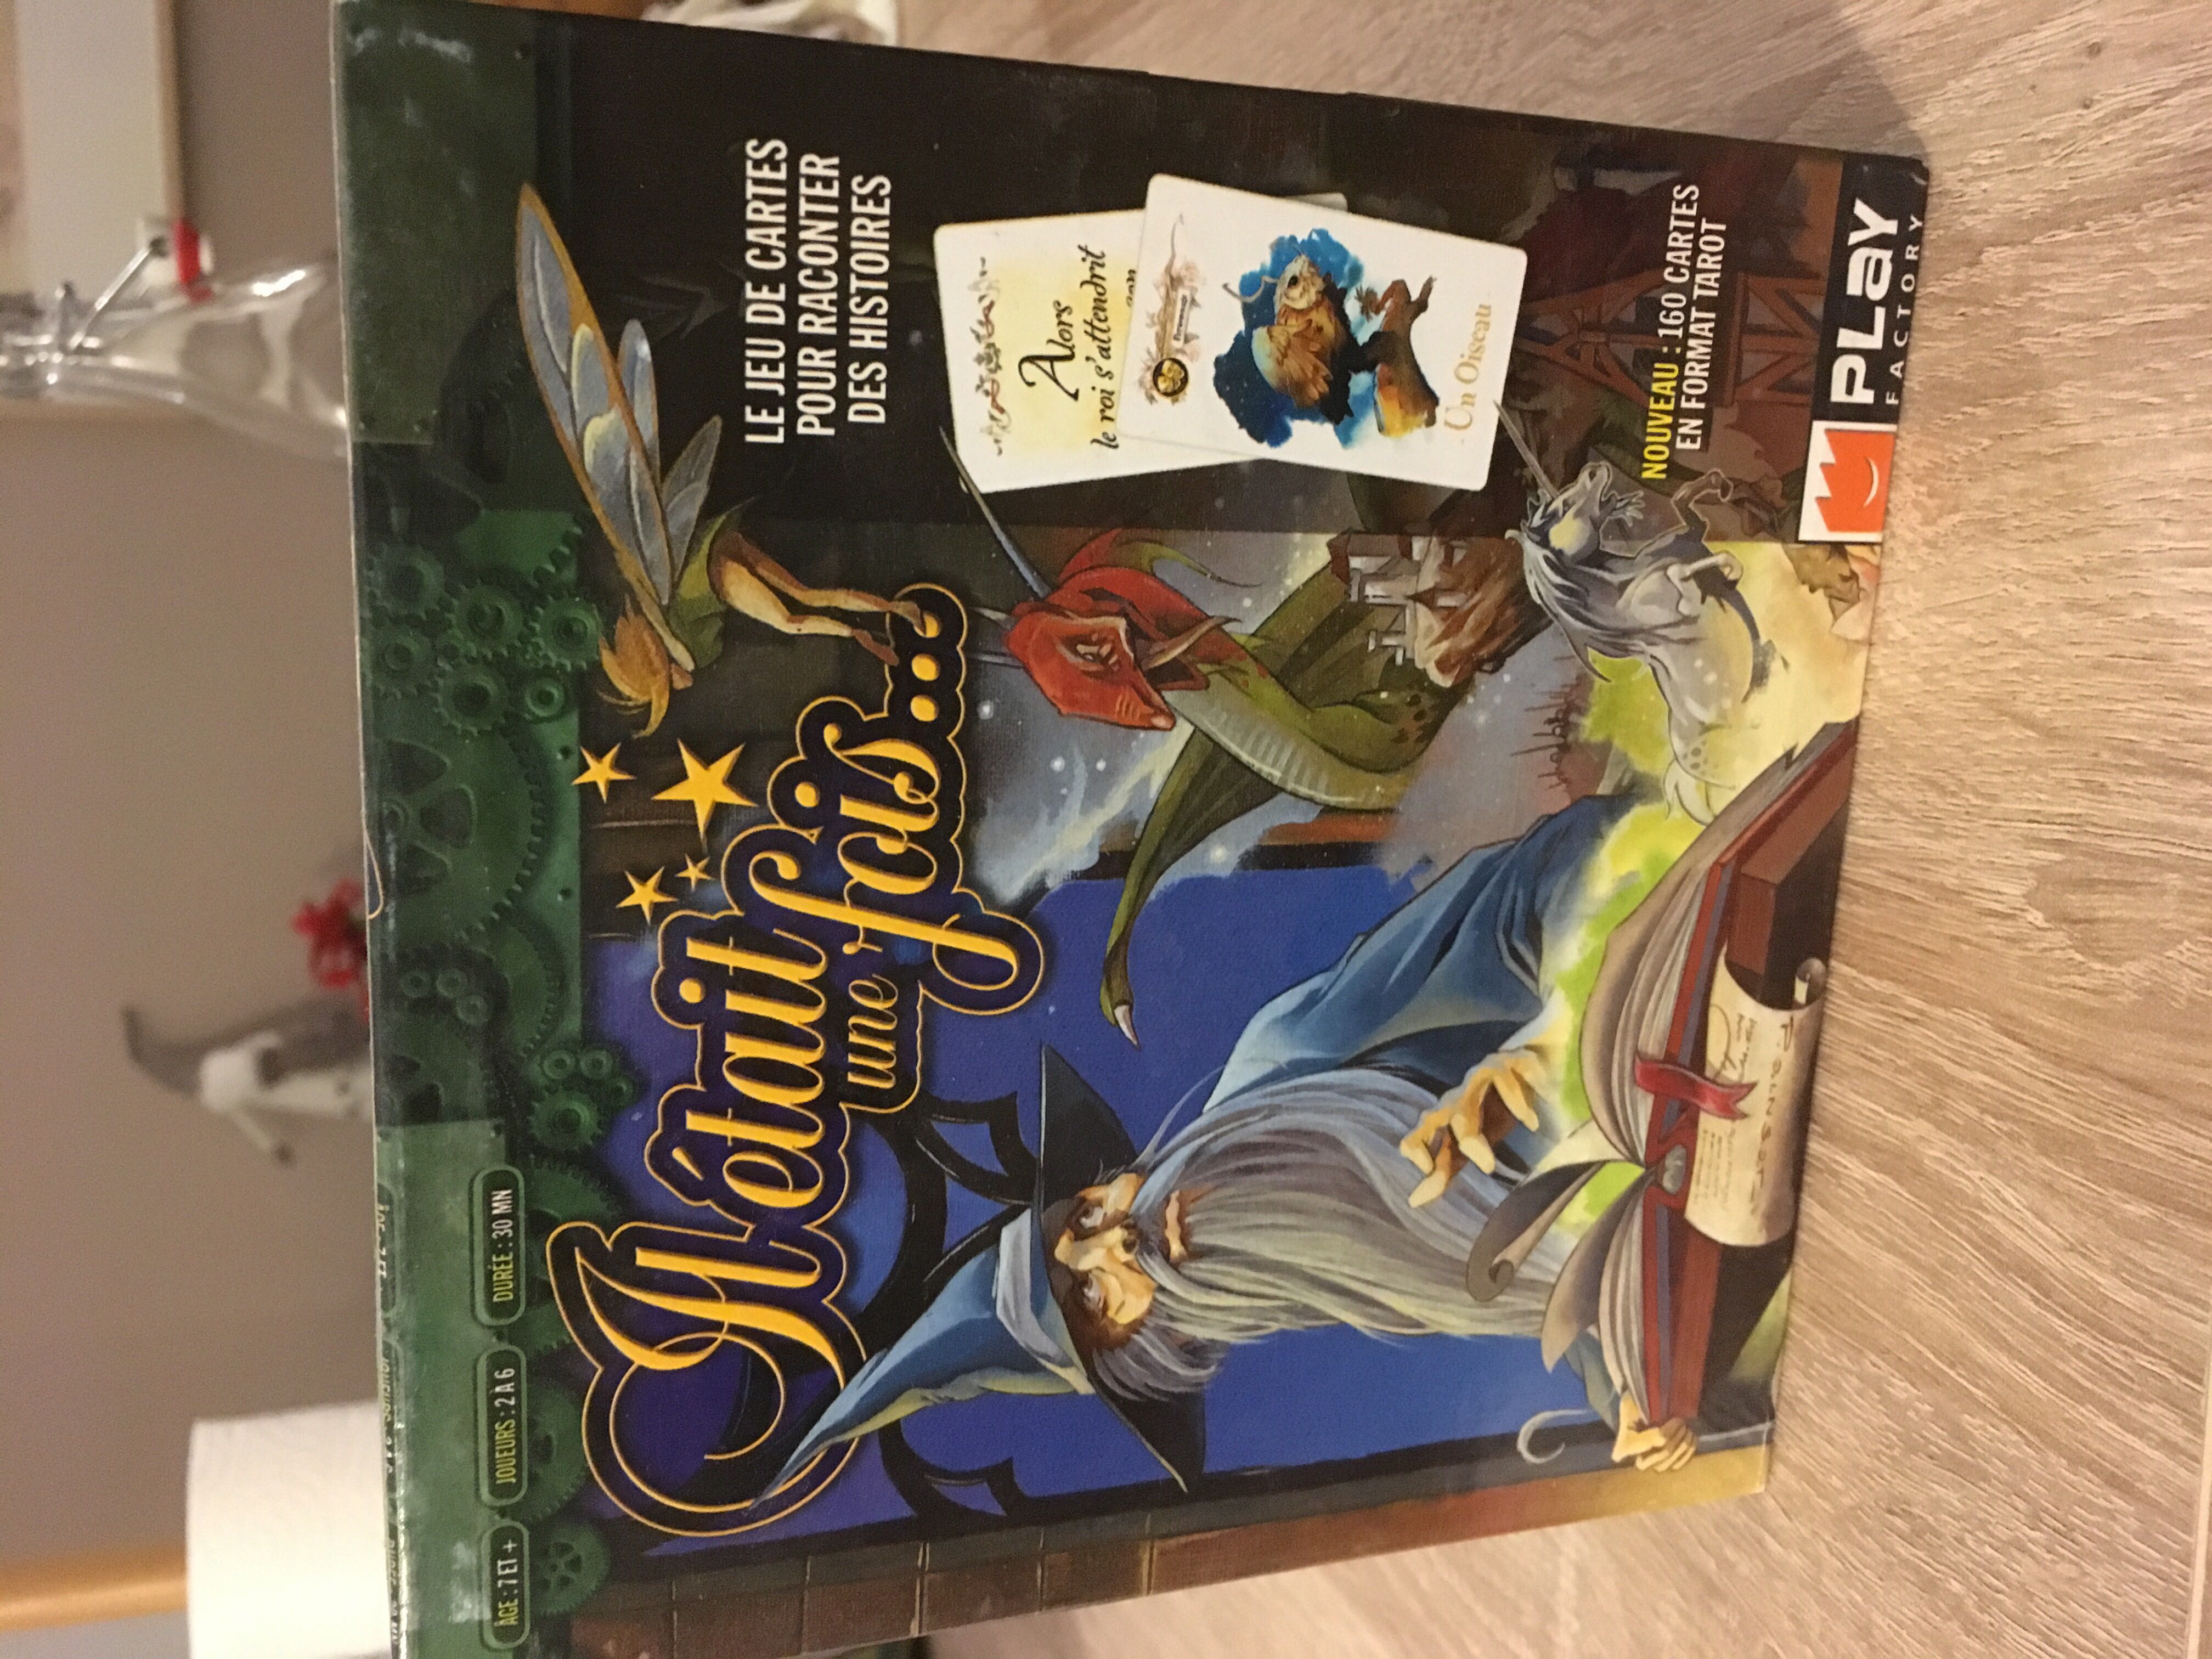 ÂGE : 7 ET +
JOUEURS : 2 À 6
DURÉE : 30 MN
Il était
une fois...
LE JEU DE CARTES
POUR RACONTER
DES HISTOIRES
Alors
le roi s'attendrit
Un Oiseau
NOUVEAU : 160 CARTES
EN FORMAT TAROT
PLAY
FACTORY